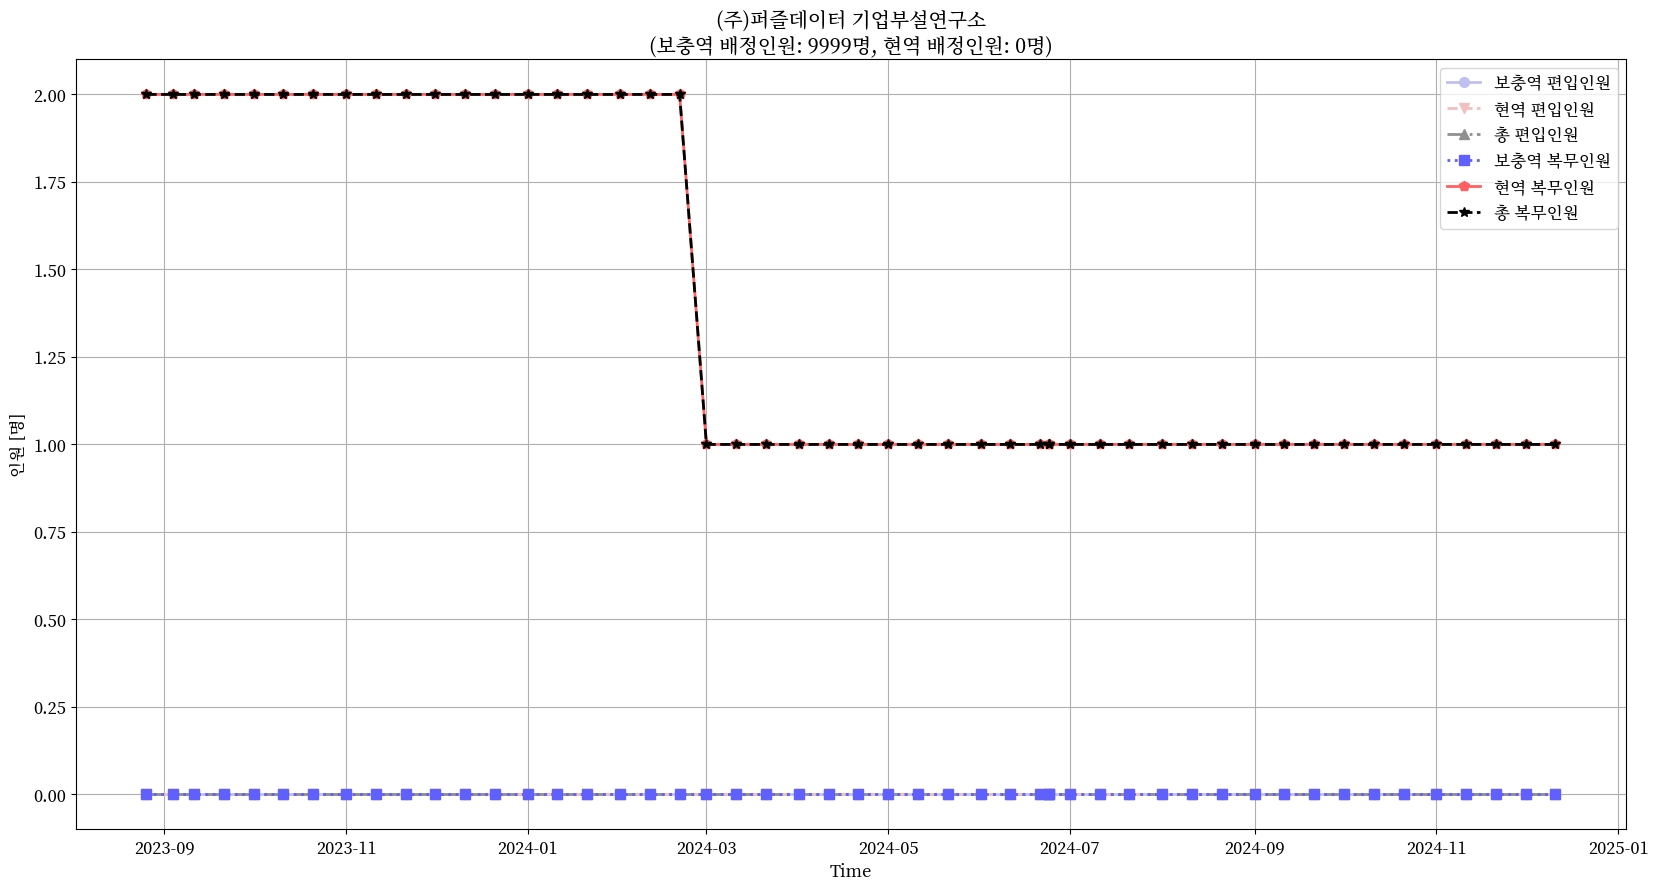 (주)퍼즐데이터 기업부설연구소
(보충역 배정인원: 9999명, 현역 배정인원: 0명)
보충역 편입인원
현역 편입인원
총 편입인원
보충역 복무인원
현역 복무인원
총 복무인원
2.00
1.75
1.50
1.25
1.00
0.75
0.50
0.25
0.00
인원 [명]
2023-09 2023-11 2024-01 2024-03 2024-05 2024-07 2024-09 2024-11 2025-01
Time